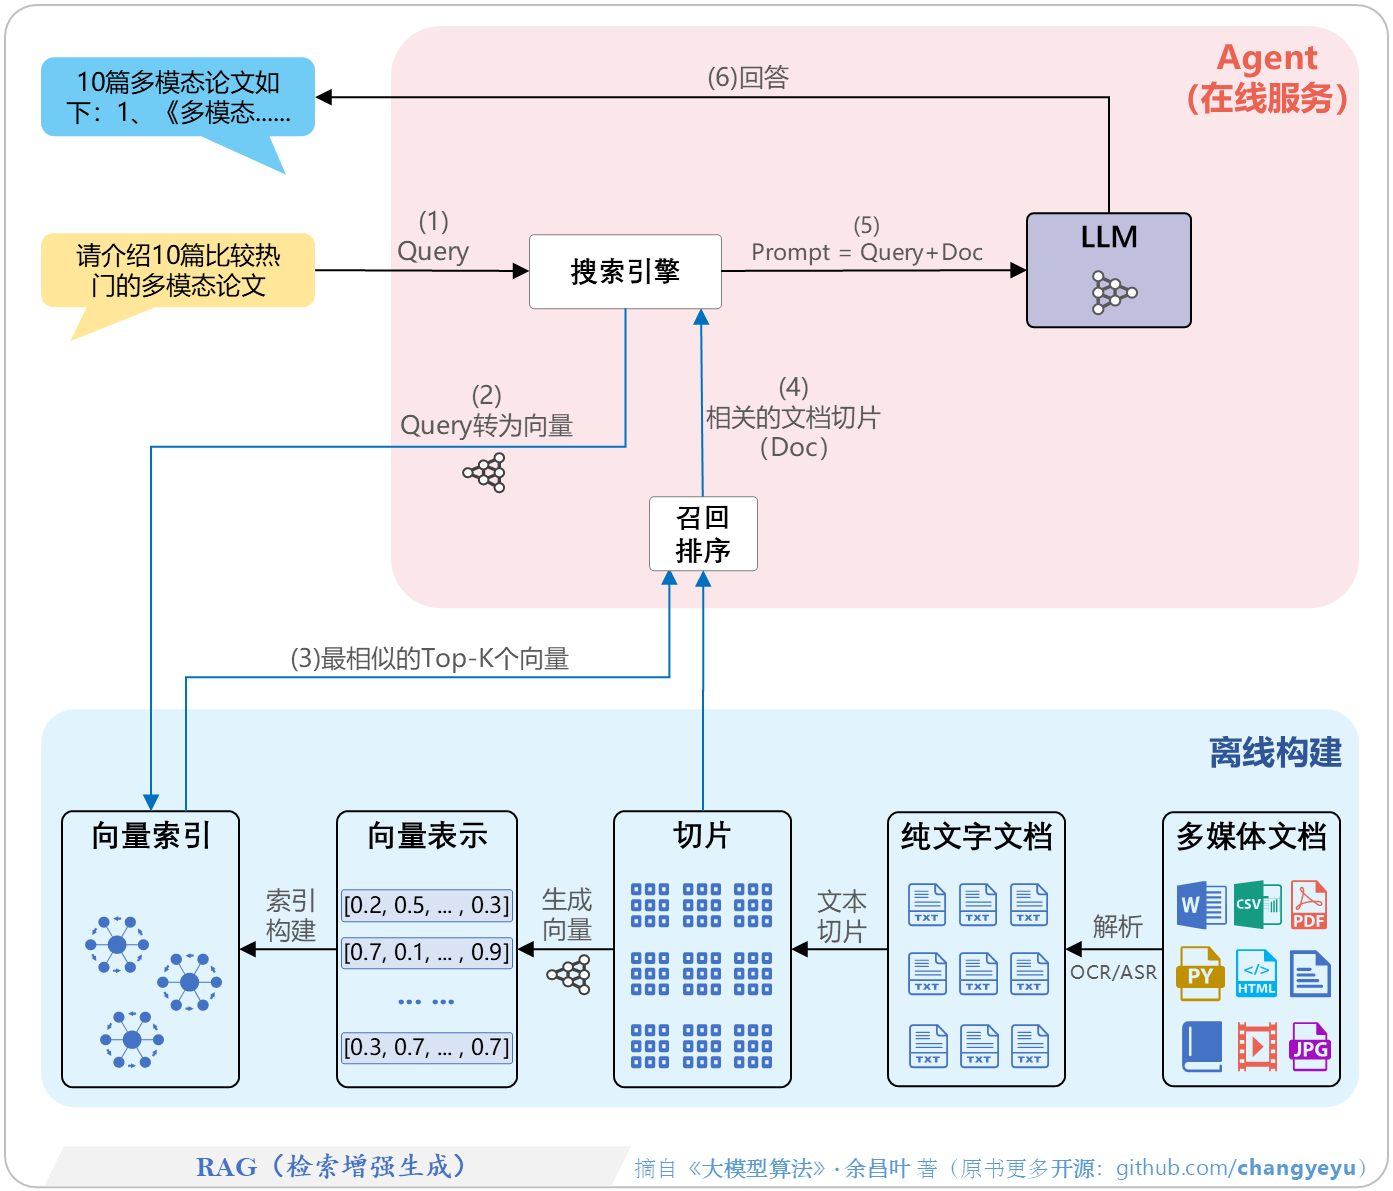 Agent
（在线服务）
(6)回答
10篇多模态论文如
下：1、《多模态......
(1)
Query
请介绍10篇比较热
门的多模态论文
搜索引擎
(5)
Prompt = Query+Doc
LLM
(2)
Query转为向量
(4)
相关的文档切片
（Doc）
召回
排序
(3)最相似的Top-K个向量
离线构建
向量索引
索引
构建
向量表示
[0.2, 0.5, ... , 0.3]
[0.7, 0.1, ... , 0.9]
... ...
[0.3, 0.7, ... , 0.7]
生成
向量
切片
文本
切片
纯文字文档
TXT TXT TXT
TXT TXT TXT
TXT TXT TXT
解析
OCR/ASR
多媒体文档
W CSV PDF
PY </> HTML
JPG
RAG（检索增强生成）
摘自《大模型算法》· 余昌叶 著（原书更多开源：github.com/changyeyu）